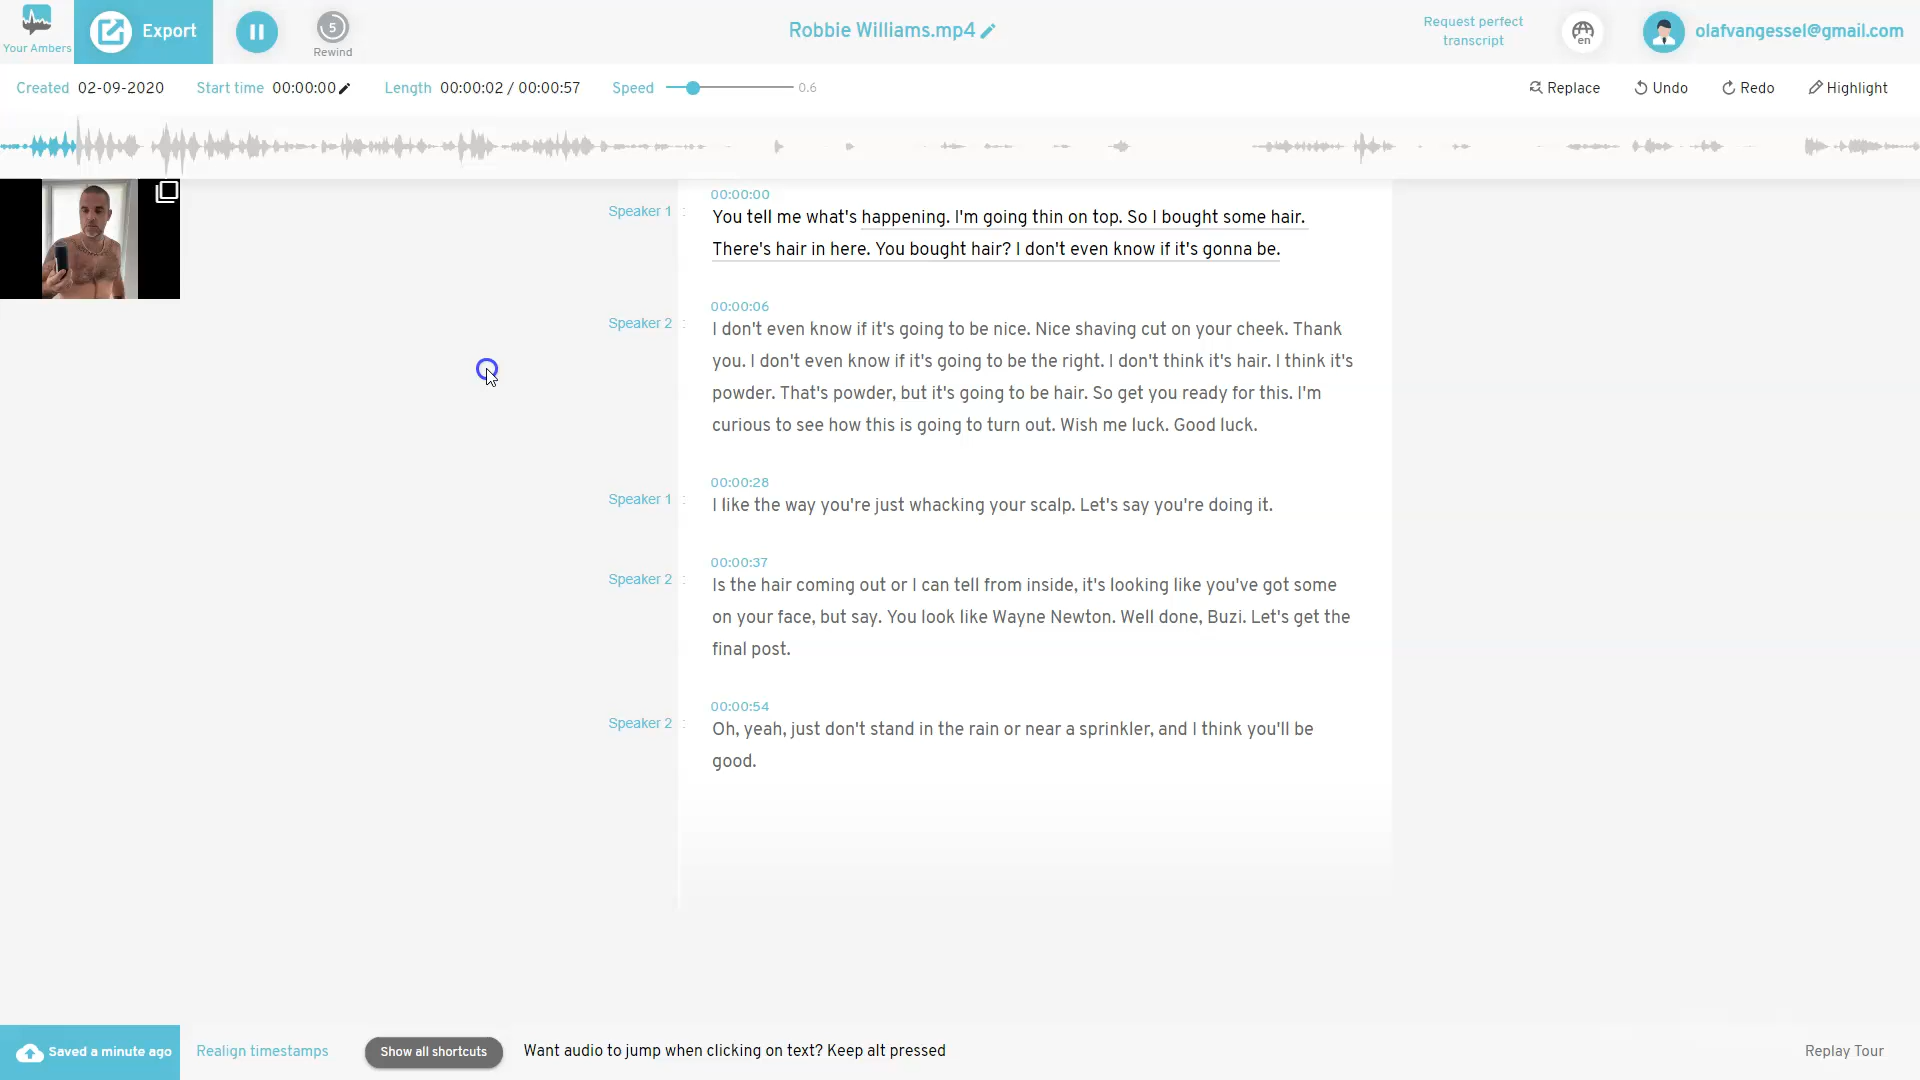 Your Ambers
Export
5
Rewind
Robbie Williams.mp4
Request perfect
transcript
en
olafvangessel@gmail.com
Created 02-09-2020 Start time 00:00:00 Length 00:00:02 / 00:00:57 Speed 0.6 Replace Undo Redo Highlight
00:00:00
Speaker 1 : You tell me what's happening. I'm going thin on top. So I bought some hair.
There's hair in here. You bought hair? I don't even know if it's gonna be.
00:00:06
Speaker 2 : I don't even know if it's going to be nice. Nice shaving cut on your cheek. Thank
you. I don't even know if it's going to be the right. I don't think it's hair. I think it's
powder. That's powder, but it's going to be hair. So get you ready for this. I'm
curious to see how this is going to turn out. Wish me luck. Good luck.
00:00:28
Speaker 1 : I like the way you're just whacking your scalp. Let's say you're doing it.
00:00:37
Speaker 2 : Is the hair coming out or I can tell from inside, it's looking like you've got some
on your face, but say. You look like Wayne Newton. Well done, Buzi. Let's get the
final post.
00:00:54
Speaker 2 : Oh, yeah, just don't stand in the rain or near a sprinkler, and I think you'll be
good.
Saved a minute ago Realign timestamps Show all shortcuts Want audio to jump when clicking on text? Keep alt pressed Replay Tour